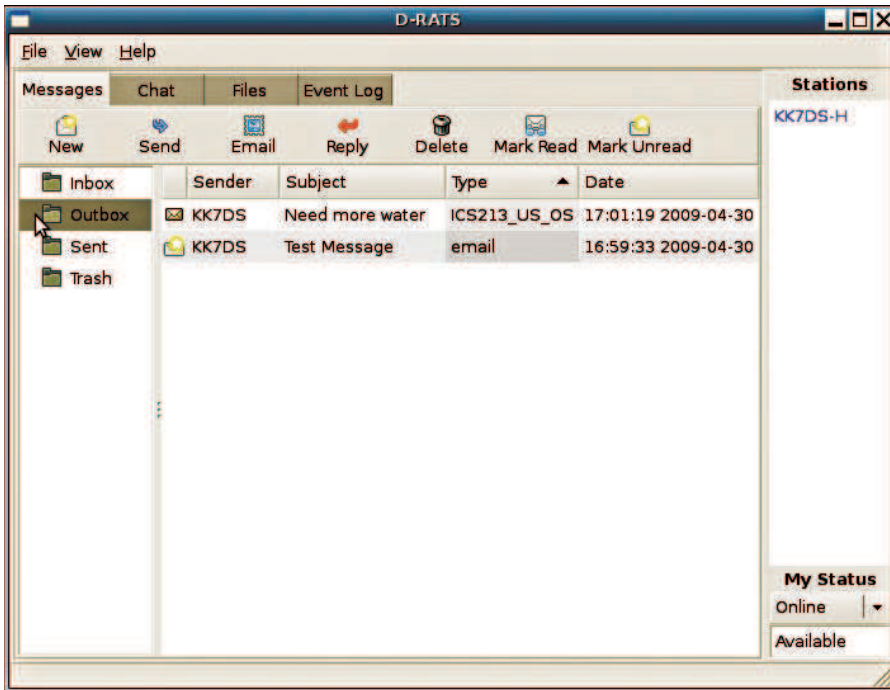 D-RATS
File View Help
Messages Chat Files Event Log
New Send Email Reply Delete Mark Read Mark Unread
Inbox
Outbox
Sent
Trash
Sender Subject Type Date
KK7DS Need more water ICS213_US_OS 17:01:19 2009-04-30
KK7DS Test Message email 16:59:33 2009-04-30
Stations
KK7DS-H
My Status
Online
Available